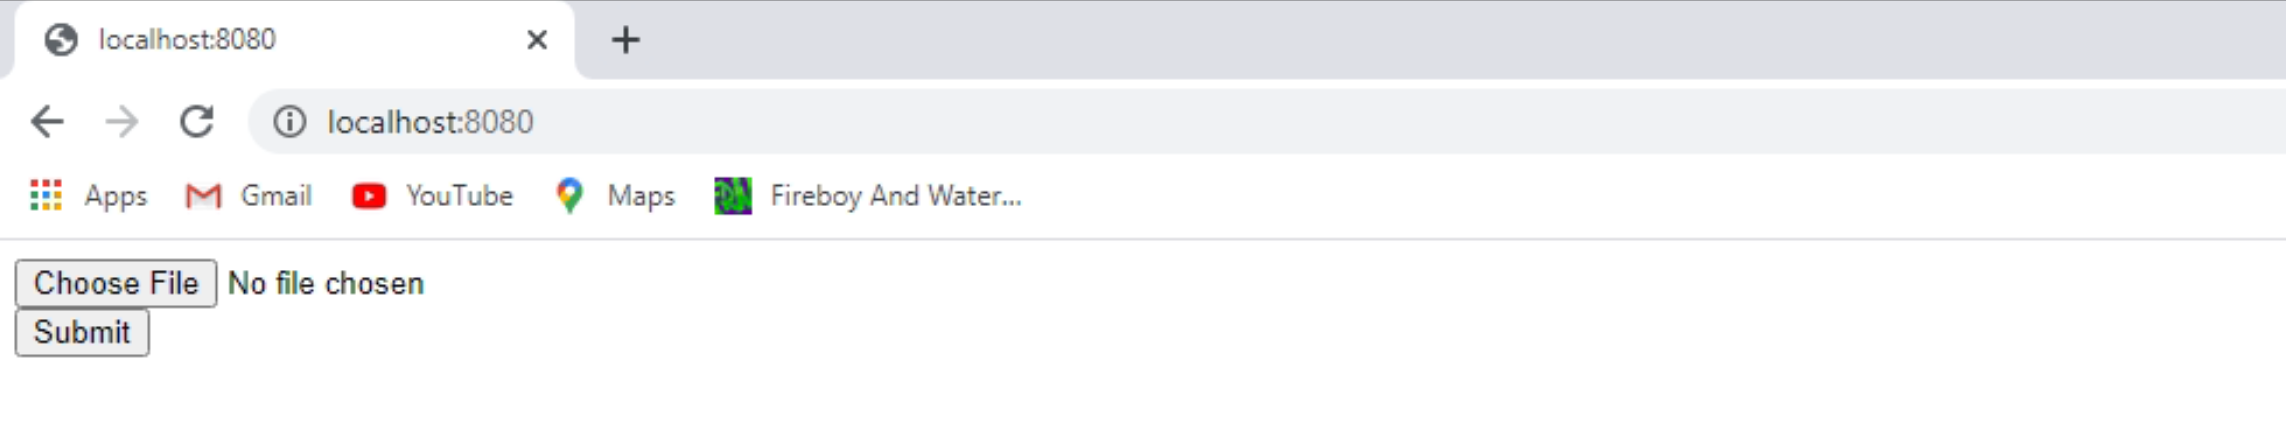 localhost:8080
localhost:8080
Apps Gmail YouTube Maps Fireboy And Water...
Choose File No file chosen
Submit